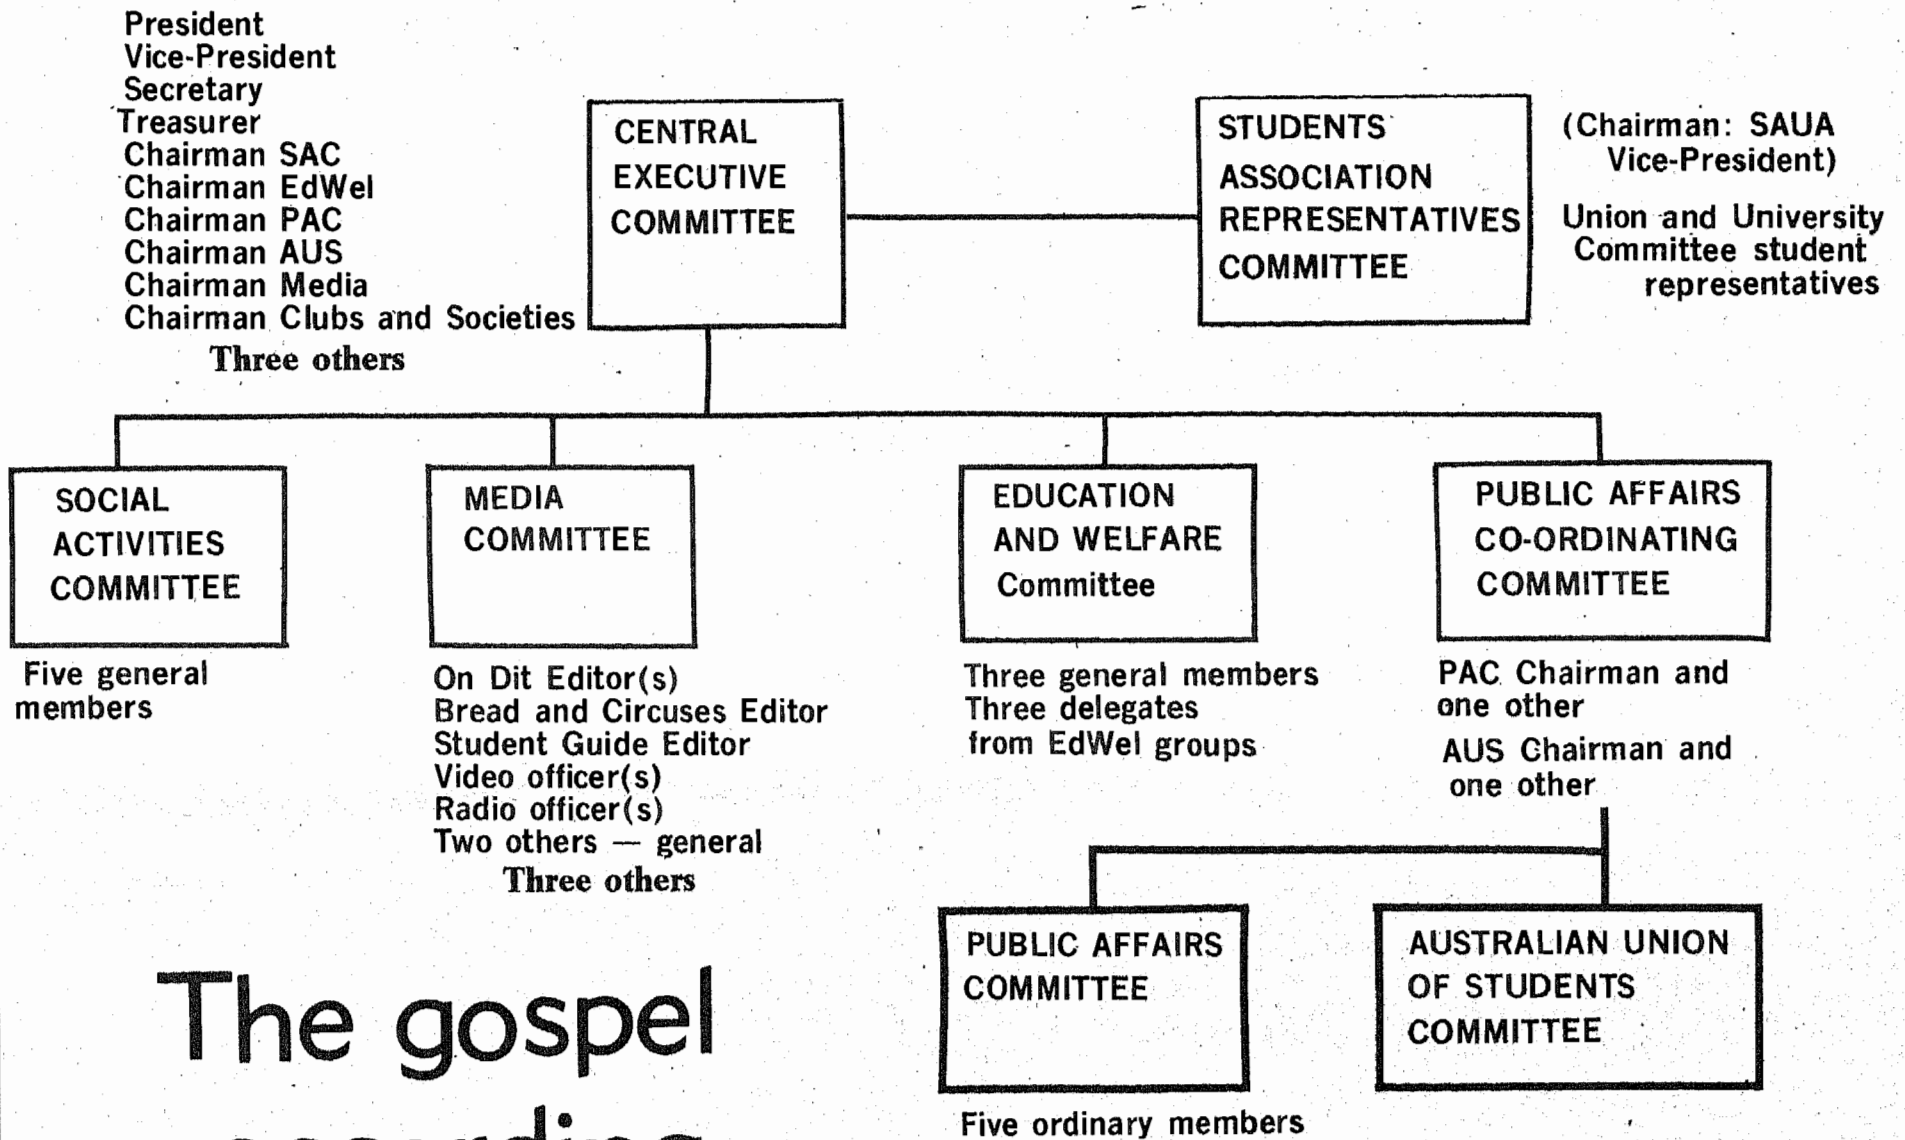 President
Vice-President
Secretary
Treasurer
Chairman SAC
Chairman EdWel
Chairman PAC
Chairman AUS
Chairman Media
Chairman Clubs and Societies
Three others
CENTRAL
EXECUTIVE
COMMITTEE
STUDENTS
ASSOCIATION
REPRESENTATIVES
COMMITTEE
(Chairman: SAUA
Vice-President)
Union and University
Committee student
representatives
SOCIAL
ACTIVITIES
COMMITTEE
Five general
members
MEDIA
COMMITTEE
On Dit Editor(s)
Bread and Circuses Editor
Student Guide Editor
Video officer(s)
Radio officer(s)
Two others — general
Three others
EDUCATION
AND WELFARE
Committee
Three general members
Three delegates
from EdWel groups
PUBLIC AFFAIRS
CO-ORDINATING
COMMITTEE
PAC Chairman and
one other
AUS Chairman and
one other
PUBLIC AFFAIRS
COMMITTEE
Five ordinary members
AUSTRALIAN UNION
OF STUDENTS
COMMITTEE
The gospel
according